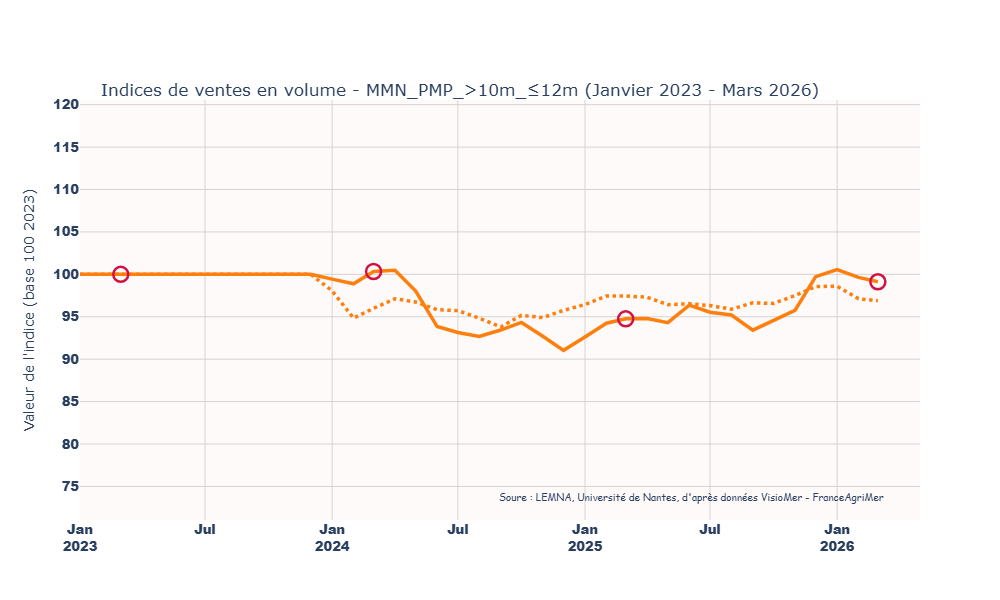 Indices de ventes en volume - MMN_PMP_>10m_≤12m (Janvier 2023 - Mars 2026)
Valeur de l'indice (base 100 2023)
120
115
110
105
100
95
90
85
80
75
Soure : LEMNA, Université de Nantes, d'après données VisioMer - FranceAgriMer
Jan
2023
Jul
Jan
2024
Jul
Jan
2025
Jul
Jan
2026